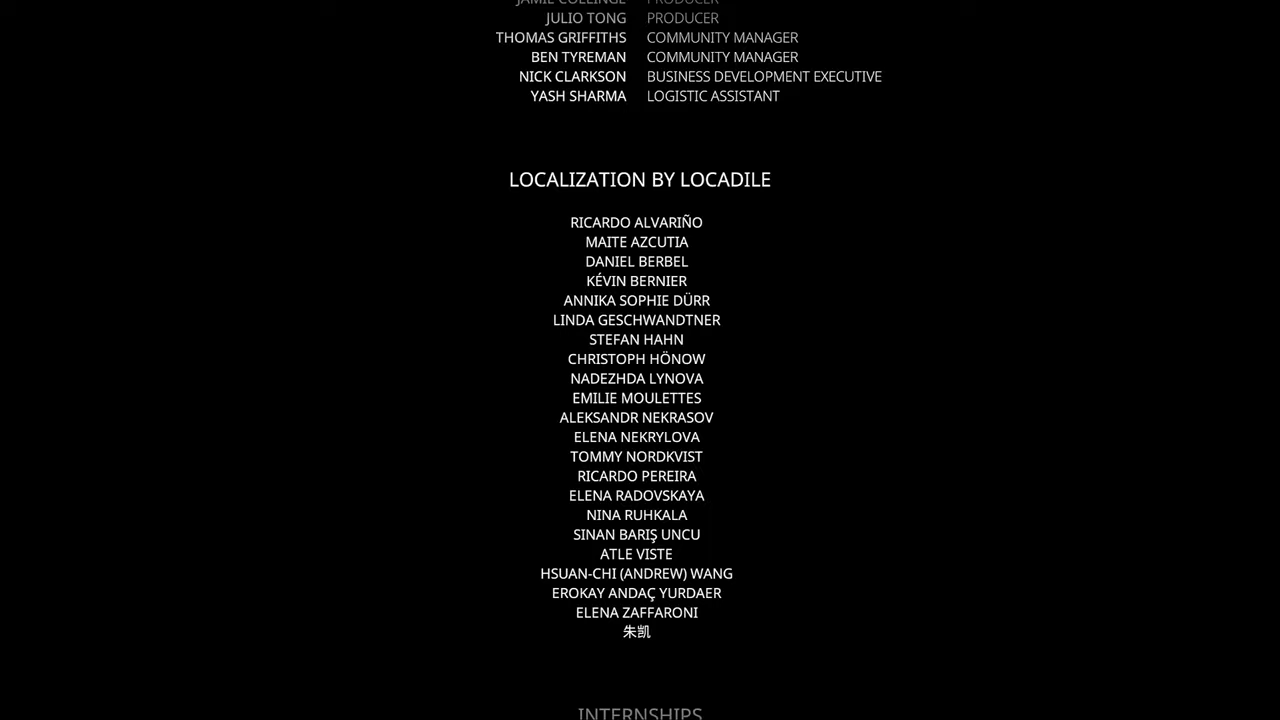 JAMIE COLLINGE PRODUCER
JULIO TONG PRODUCER
THOMAS GRIFFITHS COMMUNITY MANAGER
BEN TYREMAN COMMUNITY MANAGER
NICK CLARKSON BUSINESS DEVELOPMENT EXECUTIVE
YASH SHARMA LOGISTIC ASSISTANT
LOCALIZATION BY LOCADILE
RICARDO ALVARIÑO
MAITE AZCUTIA
DANIEL BERBEL
KÉVIN BERNIER
ANNIKA SOPHIE DÜRR
LINDA GESCHWANDTNER
STEFAN HAHN
CHRISTOPH HÖNOW
NADEZHDA LYNOVA
EMILIE MOULETTES
ALEKSANDR NEKRASOV
ELENA NEKRYLOVA
TOMMY NORDKVIST
RICARDO PEREIRA
ELENA RADOVSKAYA
NINA RUHKALA
SINAN BARIŞ UNCU
ATLE VISTE
HSUAN-CHI (ANDREW) WANG
EROKAY ANDAÇ YURDAER
ELENA ZAFFARONI
朱凯
INTERNSHIPS